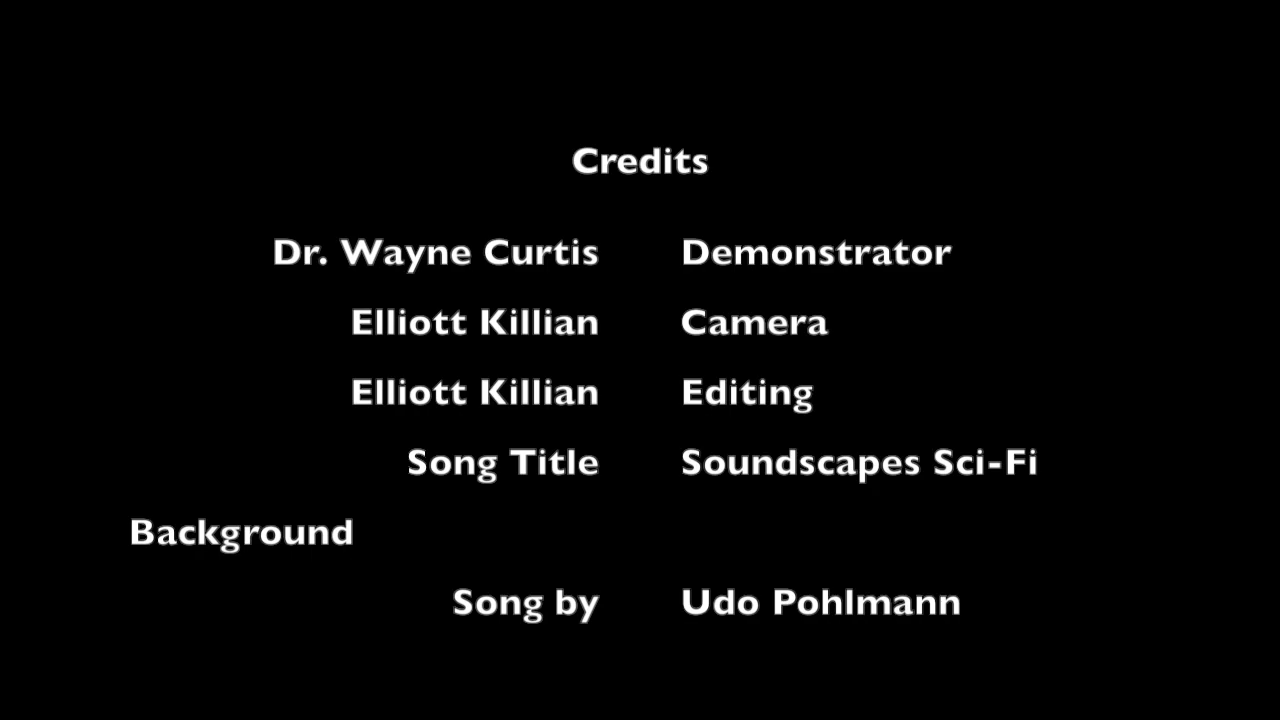 Credits
Dr. Wayne Curtis Demonstrator
Elliott Killian Camera
Elliott Killian Editing
Song Title Soundscapes Sci-Fi
Background
Song by Udo Pohlmann